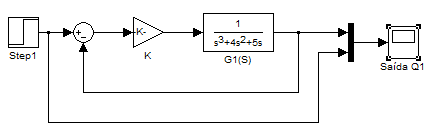 Step1
+
−
-K-
K
1
s³+4s²+5s
G1(S)
Saída Q1